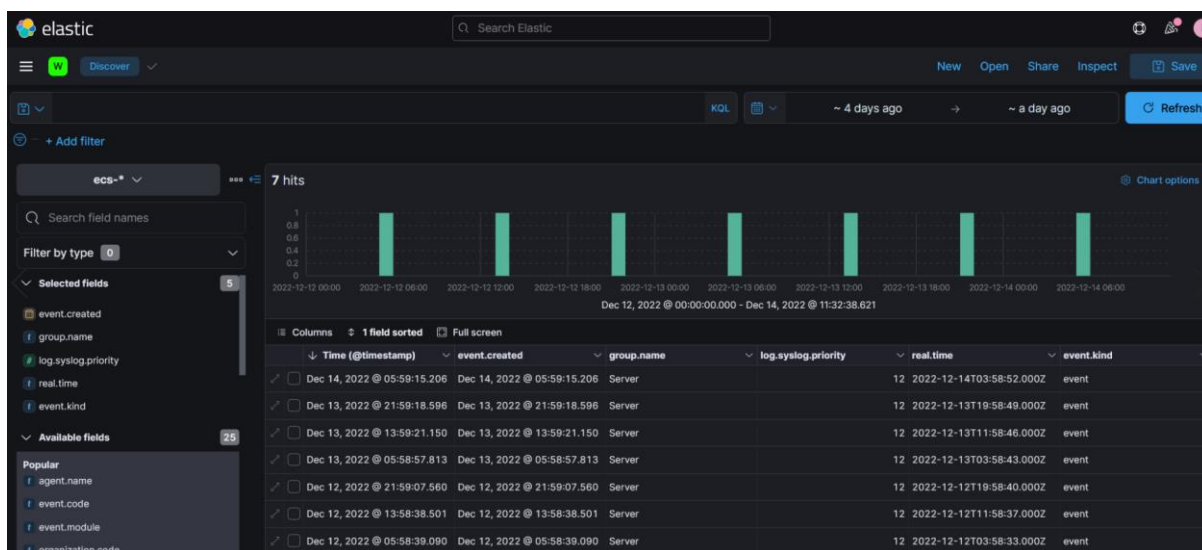 elastic Search Elastic
W Discover New Open Share Inspect Save
KQL ~ 4 days ago → ~ a day ago Refresh
+ Add filter
ecs-* 7 hits Chart options
Search field names
Filter by type 0
Selected fields 5
event.created
group.name
log.syslog.priority
real.time
event.kind
Available fields 25
Popular
agent.name
event.code
event.module
organization.code
1
0.8
0.6
0.4
0.2
0
2022-12-12 00:00 2022-12-12 06:00 2022-12-12 12:00 2022-12-12 18:00 2022-12-13 00:00 2022-12-13 06:00 2022-12-13 12:00 2022-12-13 18:00 2022-12-14 00:00 2022-12-14 06:00
Dec 12, 2022 @ 00:00:00.000 - Dec 14, 2022 @ 11:32:38.621
Columns 1 field sorted Full screen
Time (@timestamp) event.created group.name log.syslog.priority real.time event.kind
Dec 14, 2022 @ 05:59:15.206 Dec 14, 2022 @ 05:59:15.206 Server 12 2022-12-14T03:58:52.000Z event
Dec 13, 2022 @ 21:59:18.596 Dec 13, 2022 @ 21:59:18.596 Server 12 2022-12-13T19:58:49.000Z event
Dec 13, 2022 @ 13:59:21.150 Dec 13, 2022 @ 13:59:21.150 Server 12 2022-12-13T11:58:46.000Z event
Dec 13, 2022 @ 05:58:57.813 Dec 13, 2022 @ 05:58:57.813 Server 12 2022-12-13T03:58:43.000Z event
Dec 12, 2022 @ 21:59:07.560 Dec 12, 2022 @ 21:59:07.560 Server 12 2022-12-12T19:58:40.000Z event
Dec 12, 2022 @ 13:58:38.501 Dec 12, 2022 @ 13:58:38.501 Server 12 2022-12-12T11:58:37.000Z event
Dec 12, 2022 @ 05:58:39.090 Dec 12, 2022 @ 05:58:39.090 Server 12 2022-12-12T03:58:33.000Z event